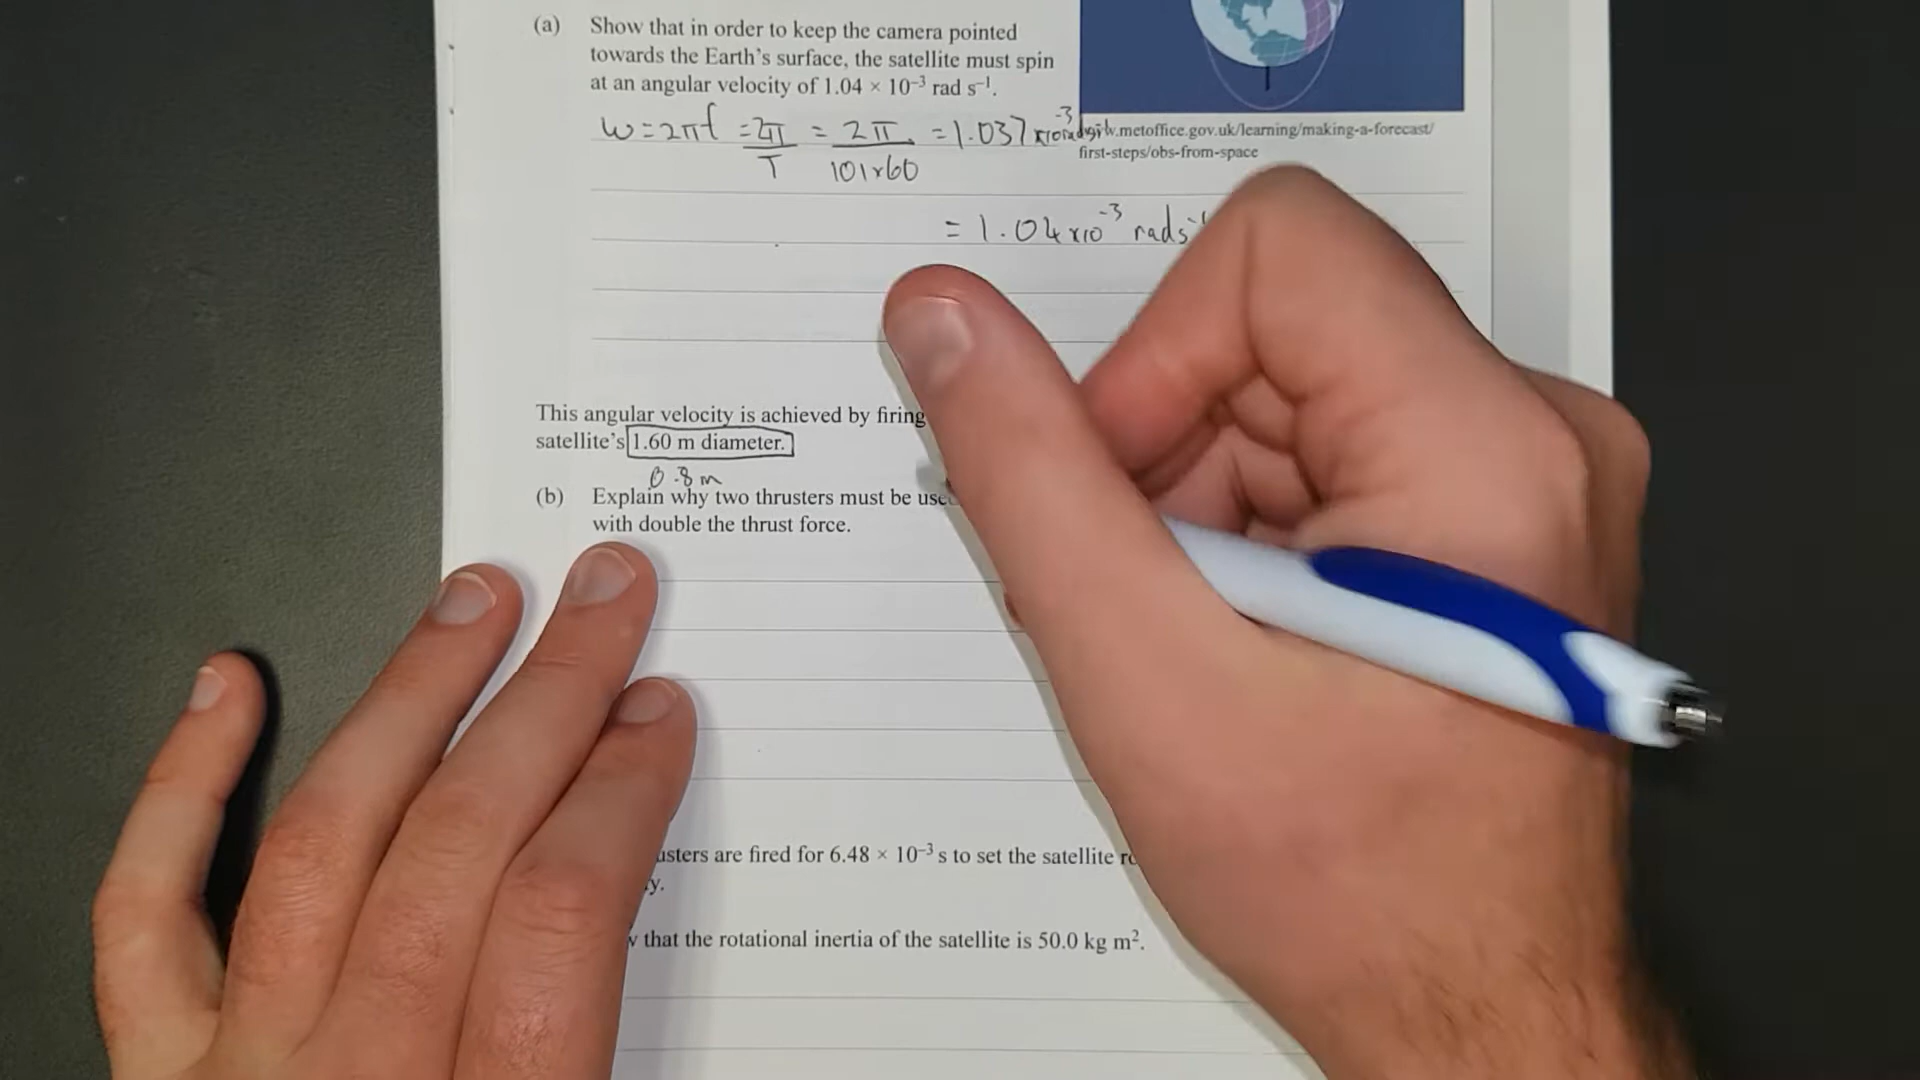 (a) Show that in order to keep the camera pointed
towards the Earth's surface, the satellite must spin
at an angular velocity of 1.04 × 10⁻³ rad s⁻¹.
ω = 2πf = 2π/T = 2π/101×60 = 1.037 ×10⁻³
.metoffice.gov.uk/learning/making-a-forecast/
first-steps/obs-from-space
= 1.04 ×10⁻³ rads⁻¹
This angular velocity is achieved by firing
satellite's 1.60 m diameter.
0.8m
(b) Explain why two thrusters must be
with double the thrust force.
are fired for 6.48 × 10⁻³ s to set the satellite
that the rotational inertia of the satellite is 50.0 kg m².